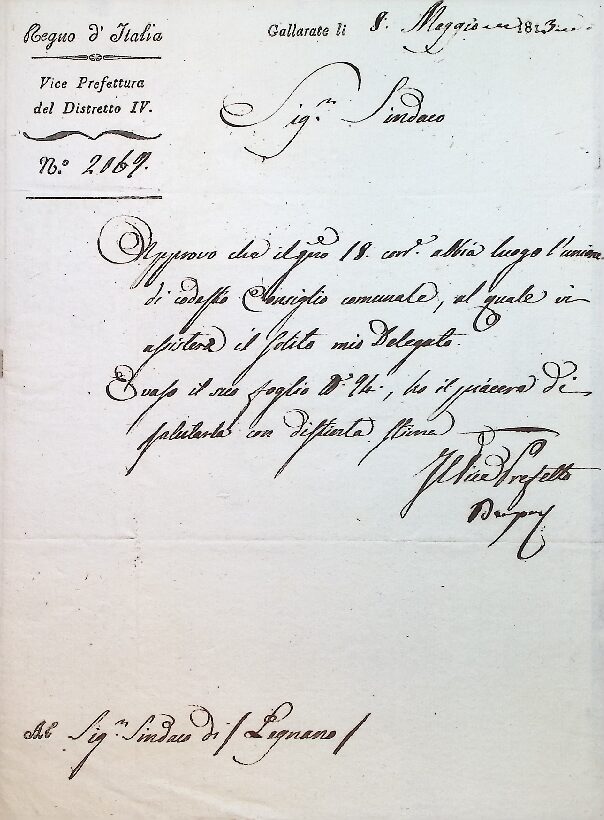 Regno d' Italia
Gallarate li 8. Maggio 1813
Vice Prefettura
del Distretto IV.
N.º 2069.
Sig.r Sindaco
Approvo che il gno 18. corr.e abbia luogo l'unione
di codesto Consiglio comunale, al quale vi
assisterà il solito mio Delegato.
Evaso il suo foglio N.º 94., ho il piacere di
salutarla con distinta stima
Il Vice Prefetto
Al Sig.r Sindaco di / Legnano /